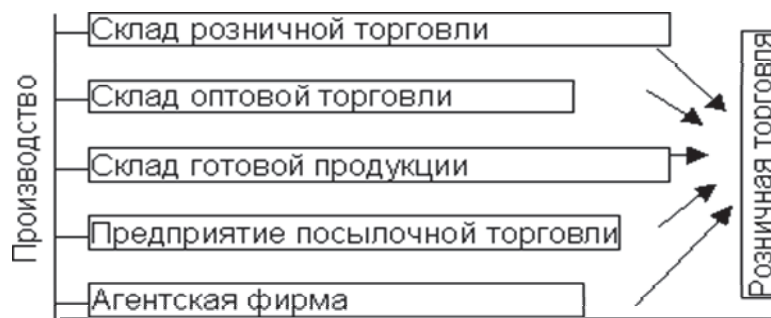 Производство
Склад розничной торговли
Склад оптовой торговли
Склад готовой продукции
Предприятие посылочной торговли
Агентская фирма
Розничная торговля